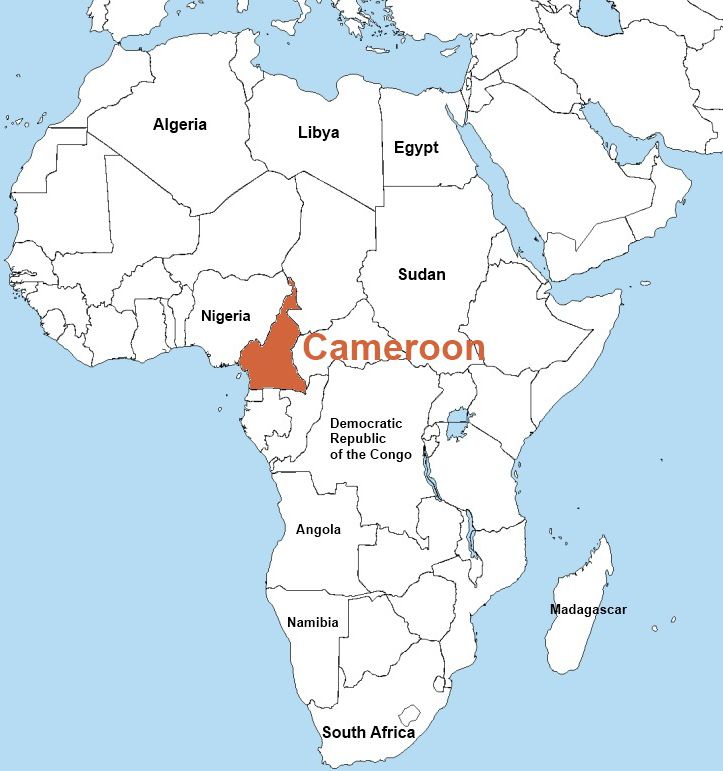 Algeria
Libya
Egypt
Sudan
Nigeria
Cameroon
Democratic
Republic
of the Congo
Angola
Madagascar
Namibia
South Africa